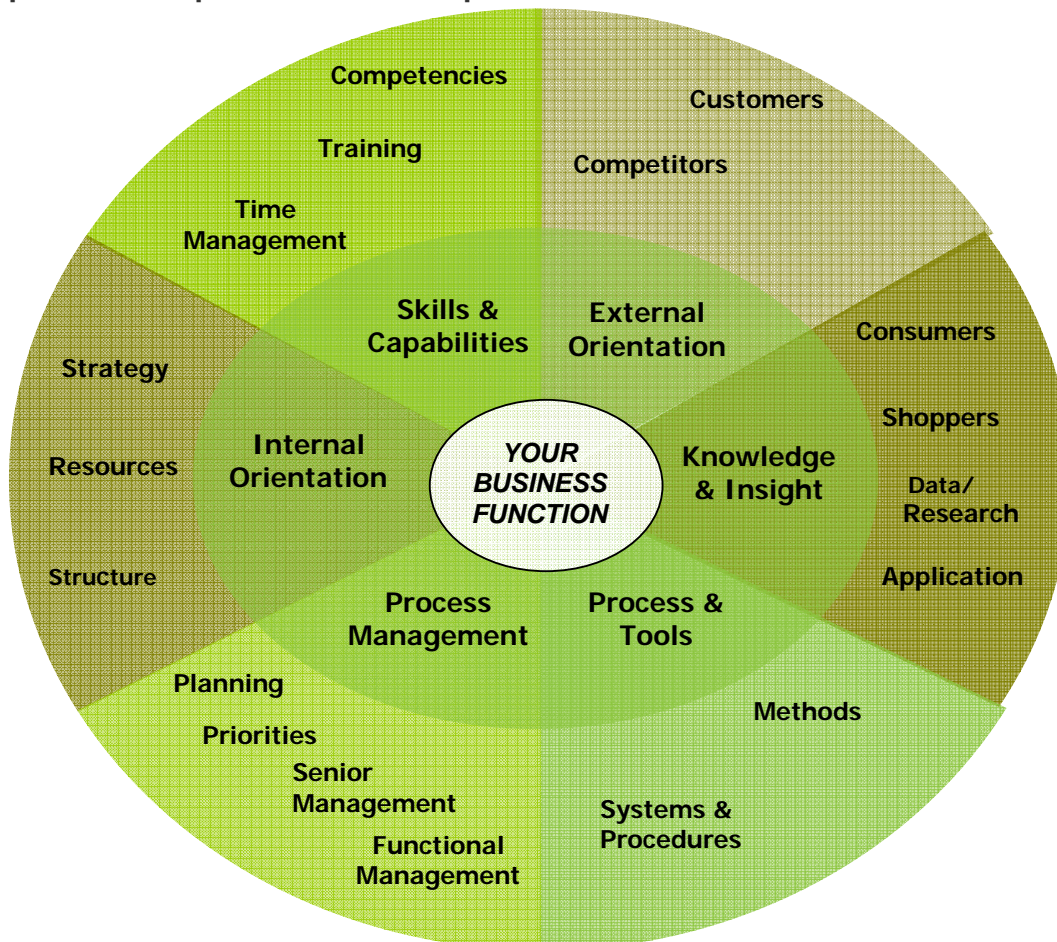 Competencies
Customers
Training
Competitors
Time
Management
Skills &
Capabilities
External
Orientation
Consumers
Strategy
Shoppers
Internal
Orientation
YOUR
BUSINESS
FUNCTION
Knowledge
& Insight
Resources
Data/
Research
Structure
Application
Process
Management
Process &
Tools
Planning
Methods
Priorities
Senior
Management
Systems &
Procedures
Functional
Management